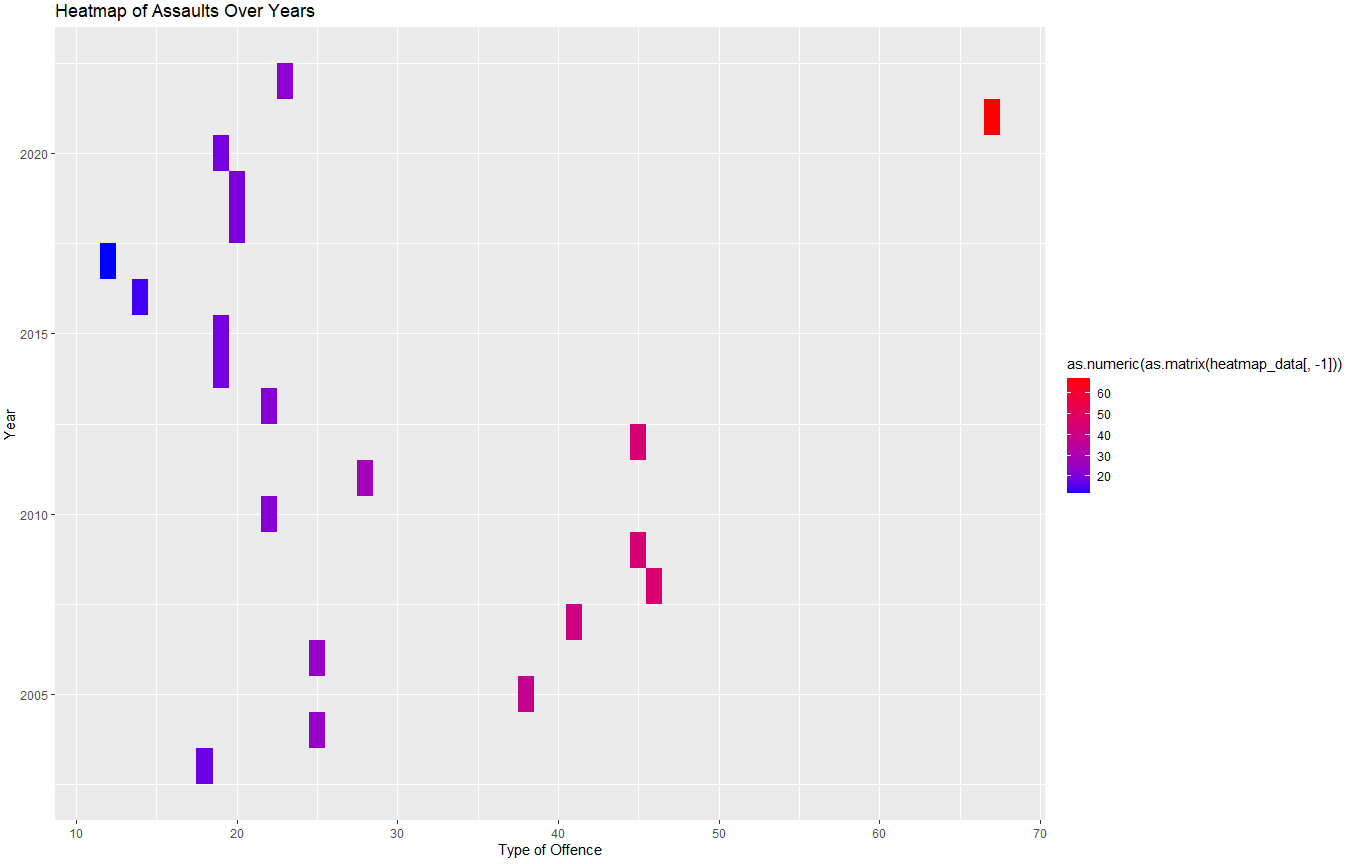 Heatmap of Assaults Over Years
2020
2015
2010
2005
Year
10 20 30 40 50 60 70
Type of Offence
as.numeric(as.matrix(heatmap_data[, -1]))
60
50
40
30
20